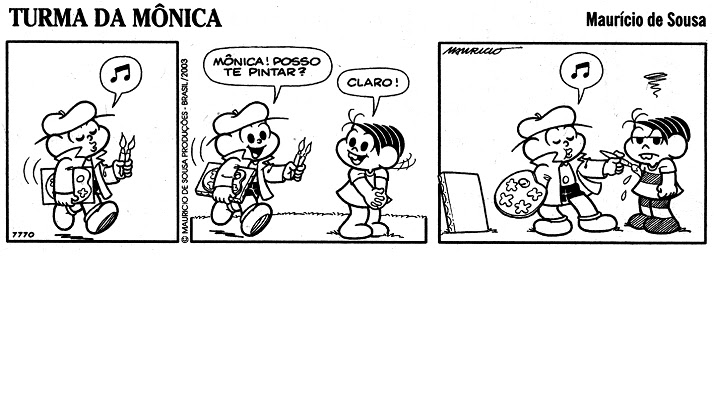 TURMA DA MÔNICA
Maurício de Sousa
7770
© MAURICIO DE SOUSA PRODUÇÕES - BRASIL/2003
MÔNICA! POSSO
TE PINTAR?
CLARO!
MAURICIO